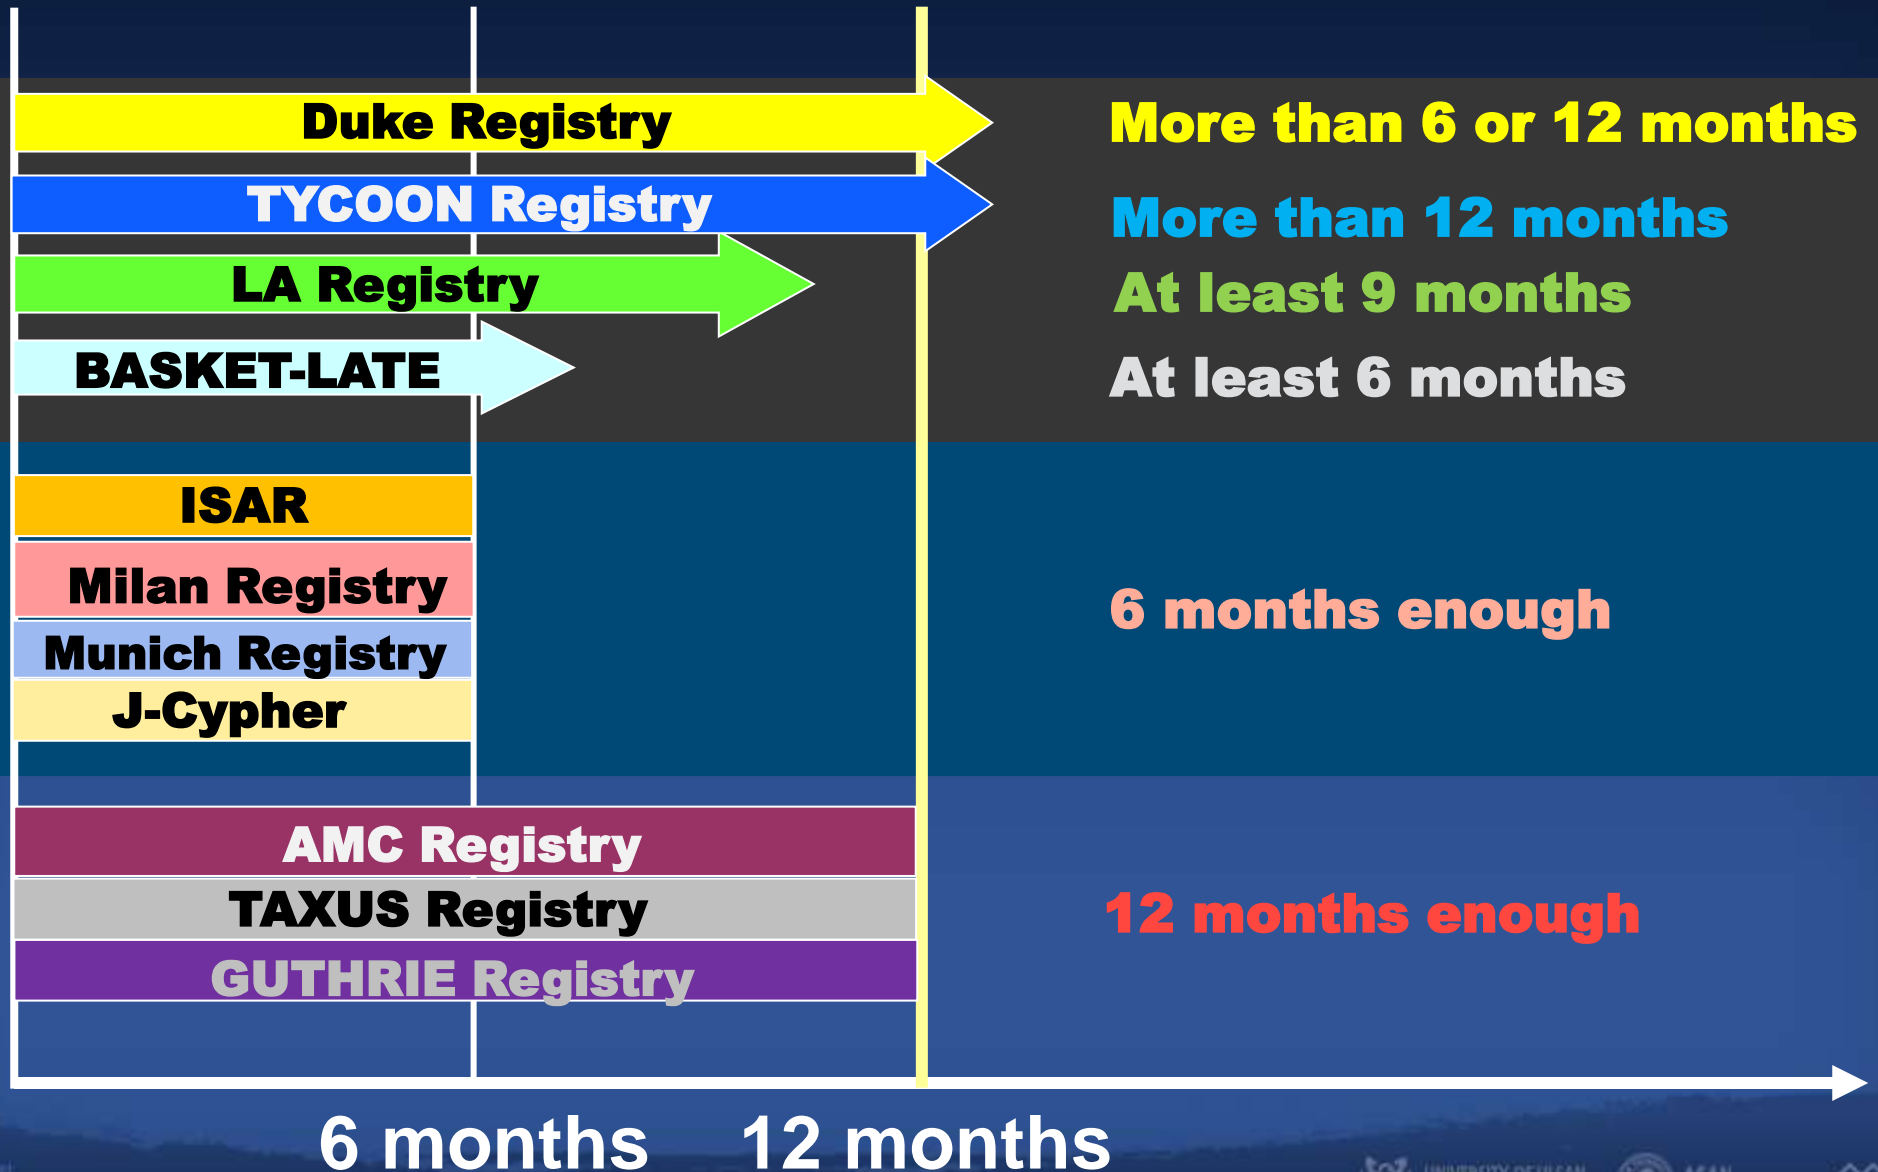 Duke Registry More than 6 or 12 months
TYCOON Registry More than 12 months
LA Registry At least 9 months
BASKET-LATE At least 6 months
ISAR
Milan Registry 6 months enough
Munich Registry
J-Cypher
AMC Registry
TAXUS Registry 12 months enough
GUTHRIE Registry
6 months 12 months